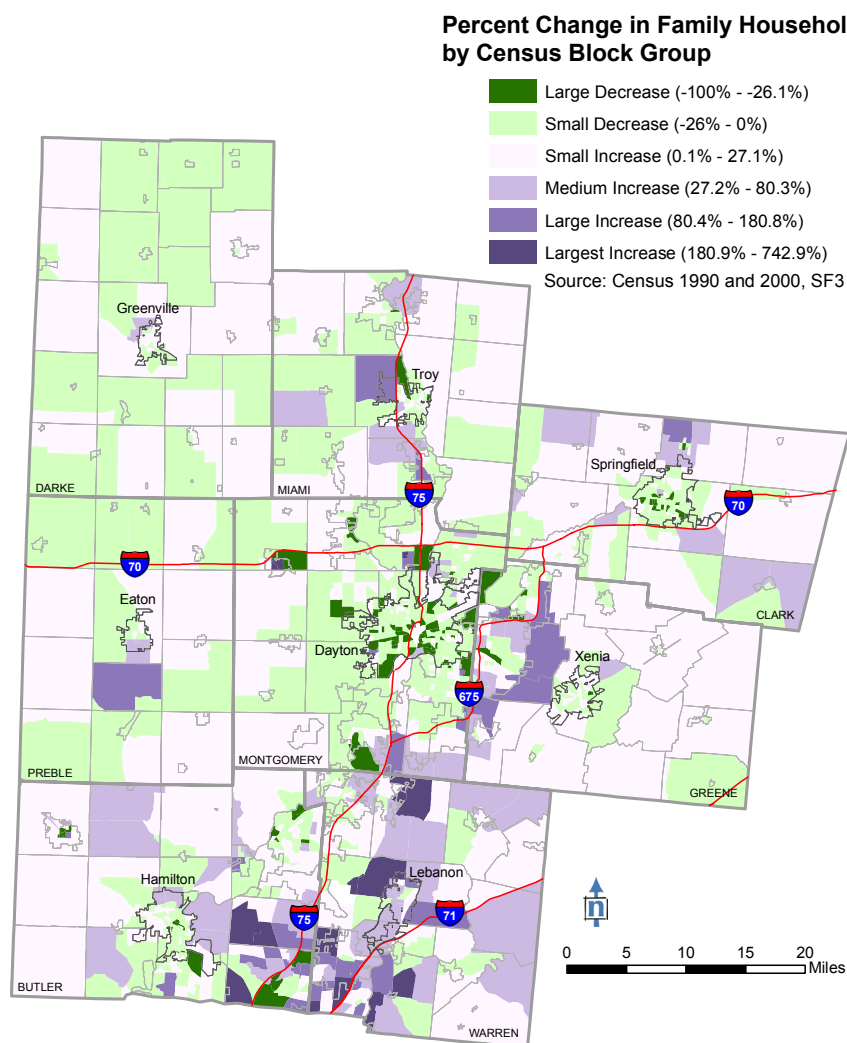 Percent Change in Family Househol
by Census Block Group
Large Decrease (-100% - -26.1%)
Small Decrease (-26% - 0%)
Small Increase (0.1% - 27.1%)
Medium Increase (27.2% - 80.3%)
Large Increase (80.4% - 180.8%)
Largest Increase (180.9% - 742.9%)
Source: Census 1990 and 2000, SF3
Greenville
Troy
Springfield
DARKE
MIAMI
75
70
70
Eaton
CLARK
Dayton
Xenia
675
PREBLE
MONTGOMERY
GREENE
Hamilton
Lebanon
75
71
n
0 5 10 15 20
Miles
BUTLER
WARREN